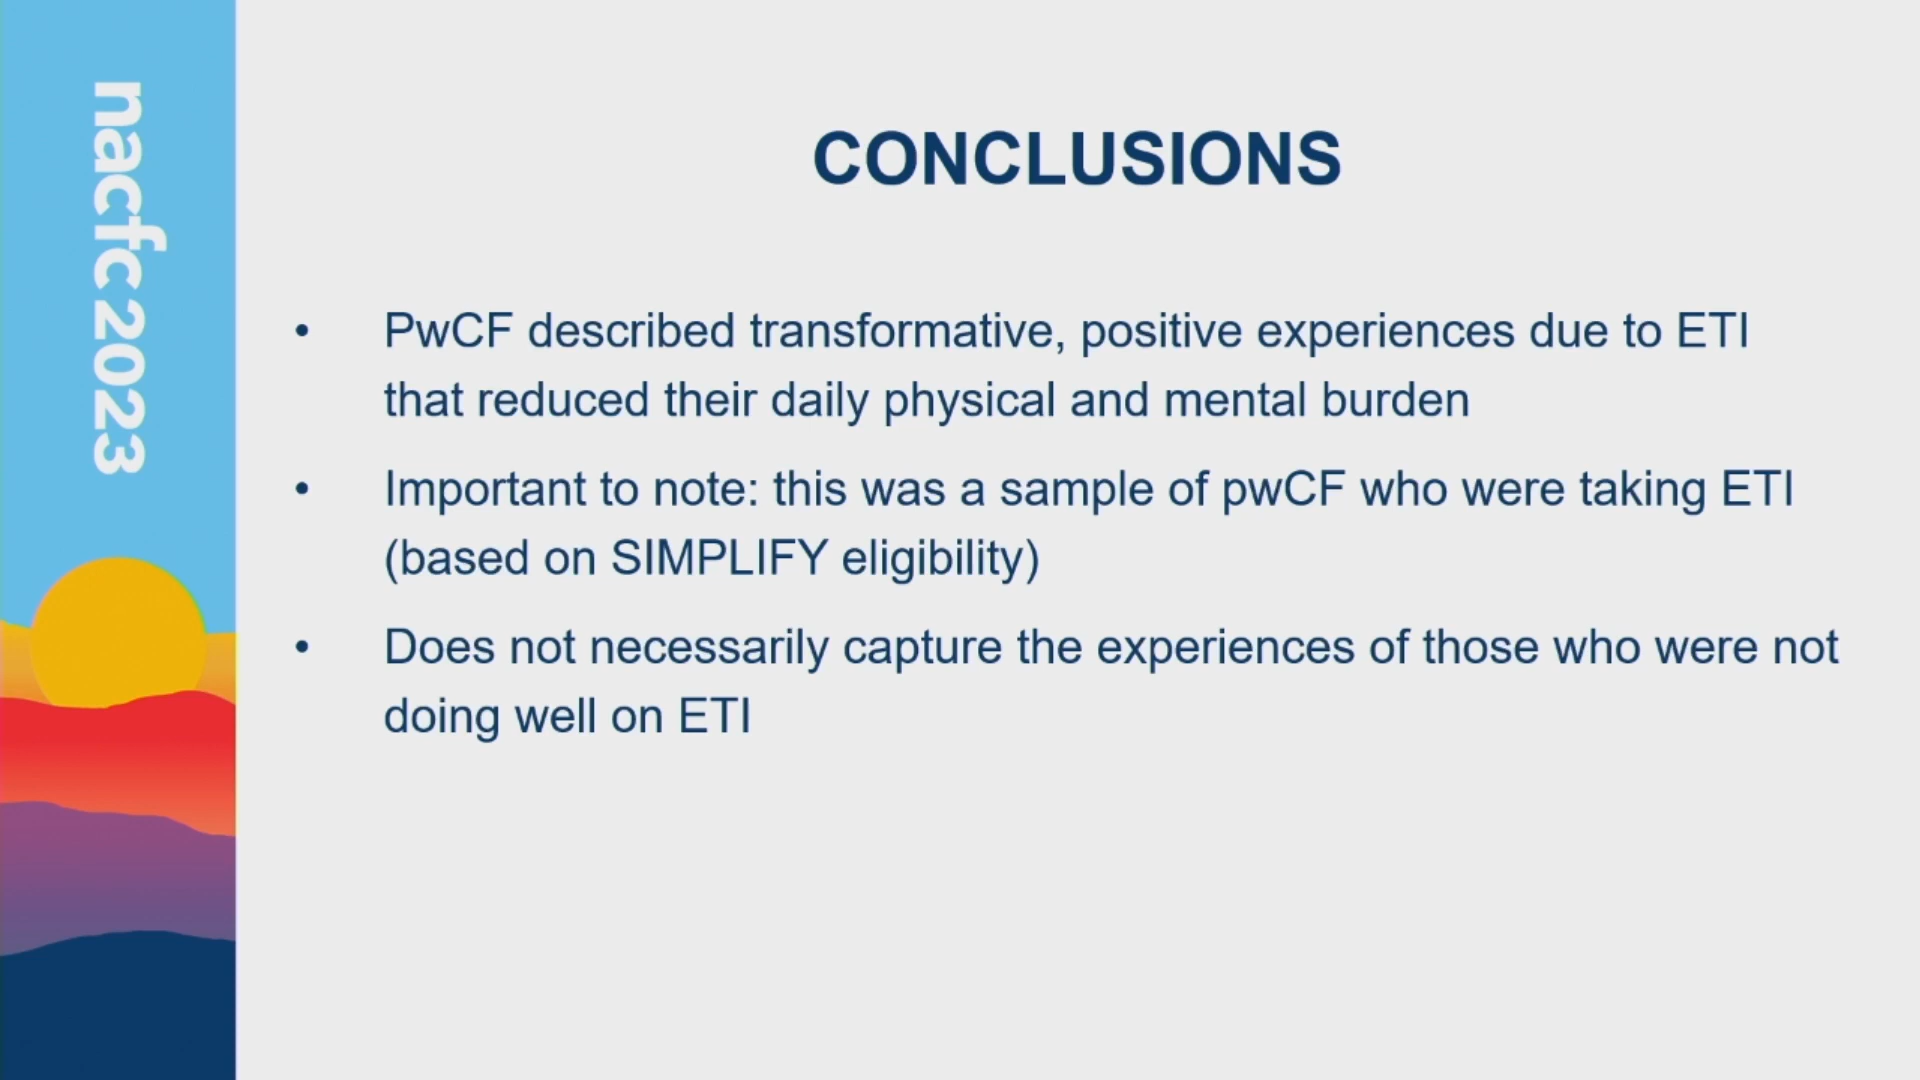 nacfc 2023
CONCLUSIONS
• PwCF described transformative, positive experiences due to ETI
that reduced their daily physical and mental burden
• Important to note: this was a sample of pwCF who were taking ETI
(based on SIMPLIFY eligibility)
• Does not necessarily capture the experiences of those who were not
doing well on ETI